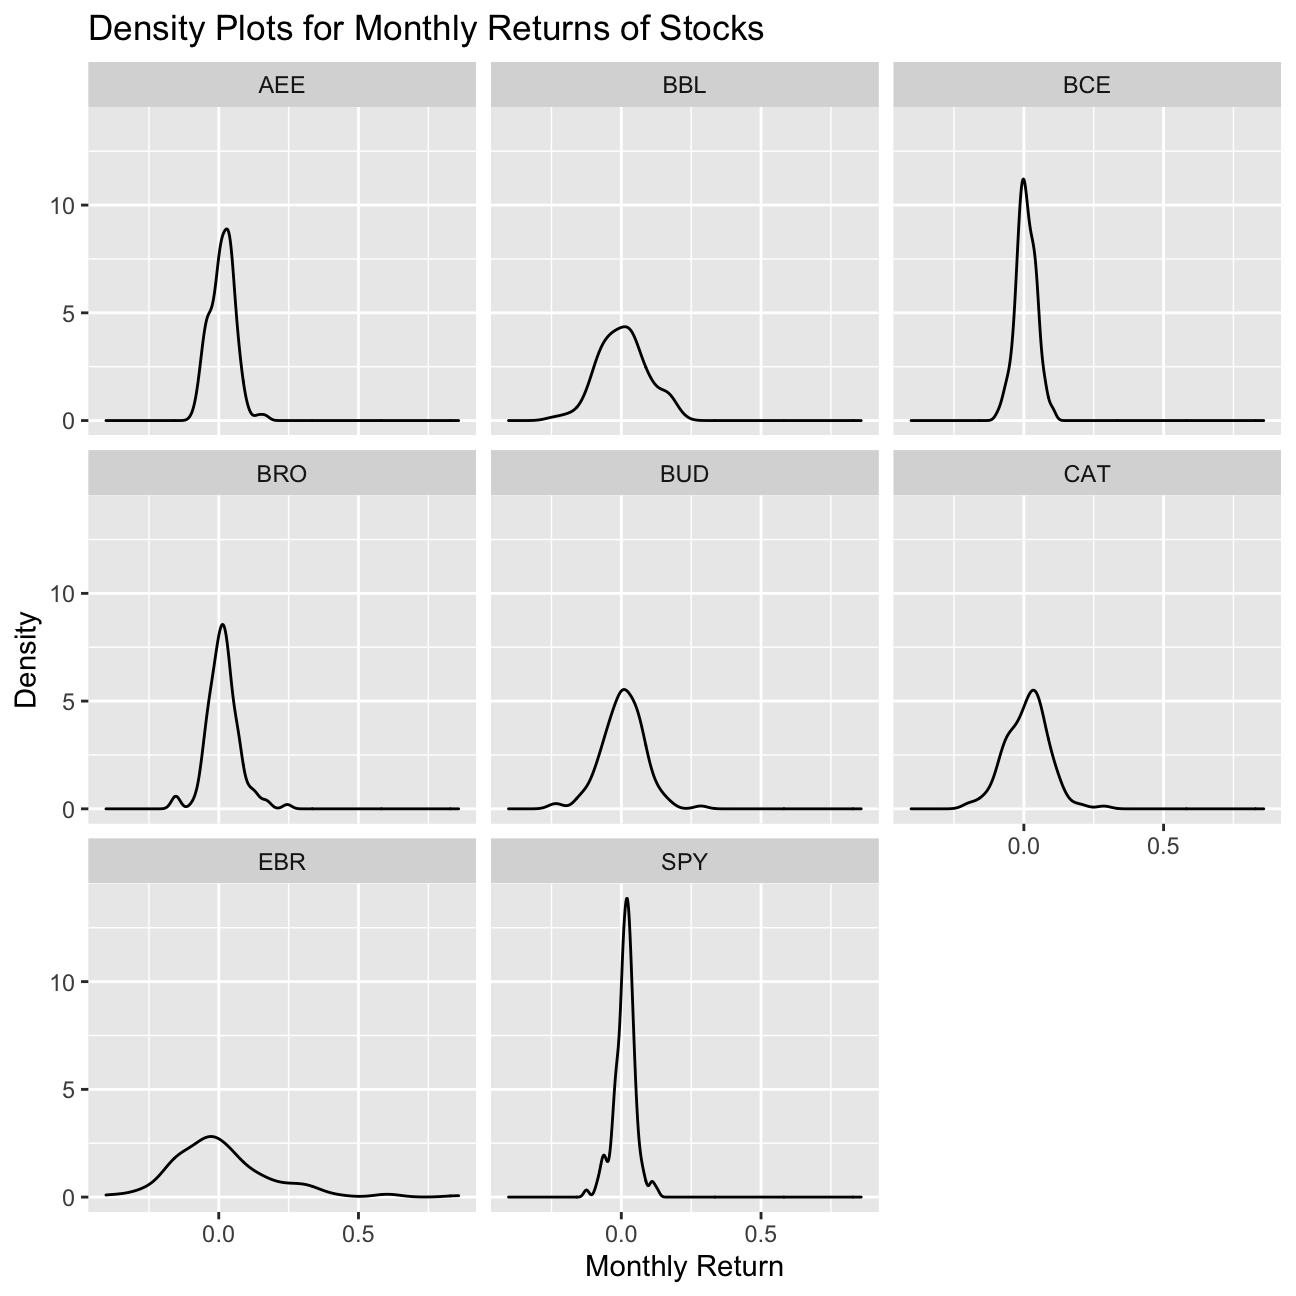 Density Plots for Monthly Returns of Stocks
AEE BBL BCE
10
5
0
BRO BUD CAT
10
5
0
0.0 0.5
EBR SPY
10
5
0
0.0 0.5 0.0 0.5
Density
Monthly Return